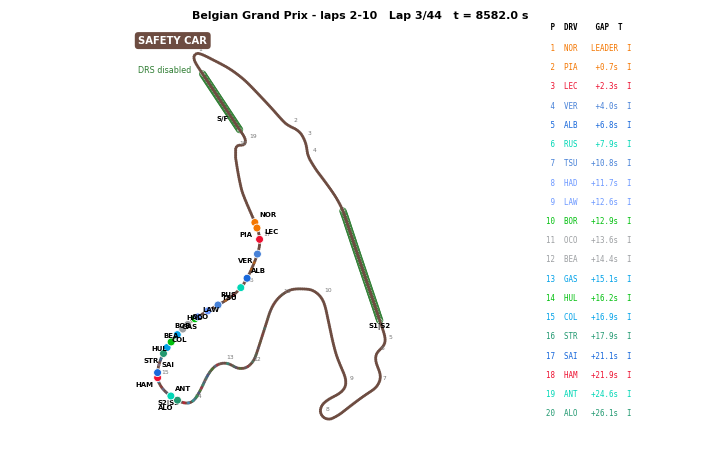 Belgian Grand Prix - laps 2-10 Lap 3/44 t = 8582.0 s
SAFETY CAR
DRS disabled
P DRV GAP T
1 NOR LEADER I
2 PIA +0.7s I
3 LEC +2.3s I
4 VER +4.0s I
5 ALB +6.8s I
6 RUS +7.9s I
7 TSU +10.8s I
8 HAD +11.7s I
9 LAW +12.6s I
10 BOR +12.9s I
11 OCO +13.6s I
12 BEA +14.4s I
13 GAS +15.1s I
14 HUL +16.2s I
15 COL +16.9s I
16 STR +17.9s I
17 SAI +21.1s I
18 HAM +21.9s I
19 ANT +24.6s I
20 ALO +26.1s I
S/F
19
2
3
4
NOR
LEC
PIA
VER
ALB
RUS
TSU
LAW
HAD
BOR
GAS
BEA
COL
HUL
STR
SAI
15
HAM
ANT
S2|S3
ALO
13
12
10
S1|S2
5
7
9
8